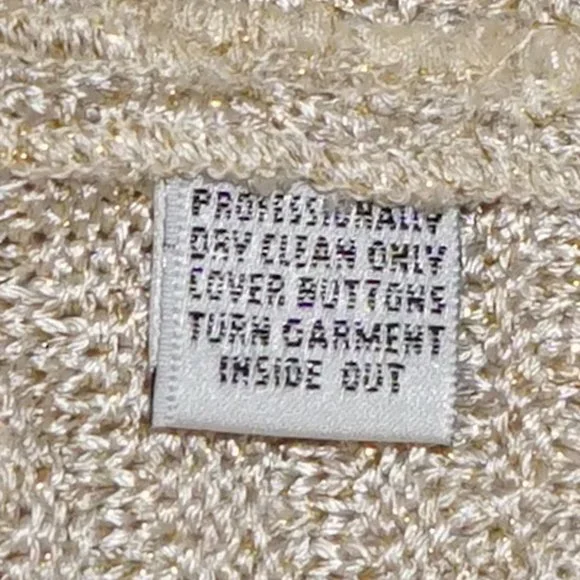 PROFESSIONALLY
DRY CLEAN ONLY
COVER BUTTONS
TURN GARMENT
INSIDE OUT